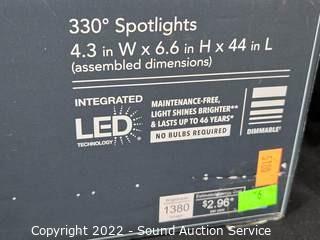 330° Spotlights
4.3 in W x 6.6 in H x 44 in L
(assembled dimensions)
INTEGRATED
LED
TECHNOLOGY
MAINTENANCE-FREE,
LIGHT SHINES BRIGHTER**
& LASTS UP TO 46 YEARS*
NO BULBS REQUIRED
DIMMABLE†
1380
$2.96*
Copyright 2022 - Sound Auction Service